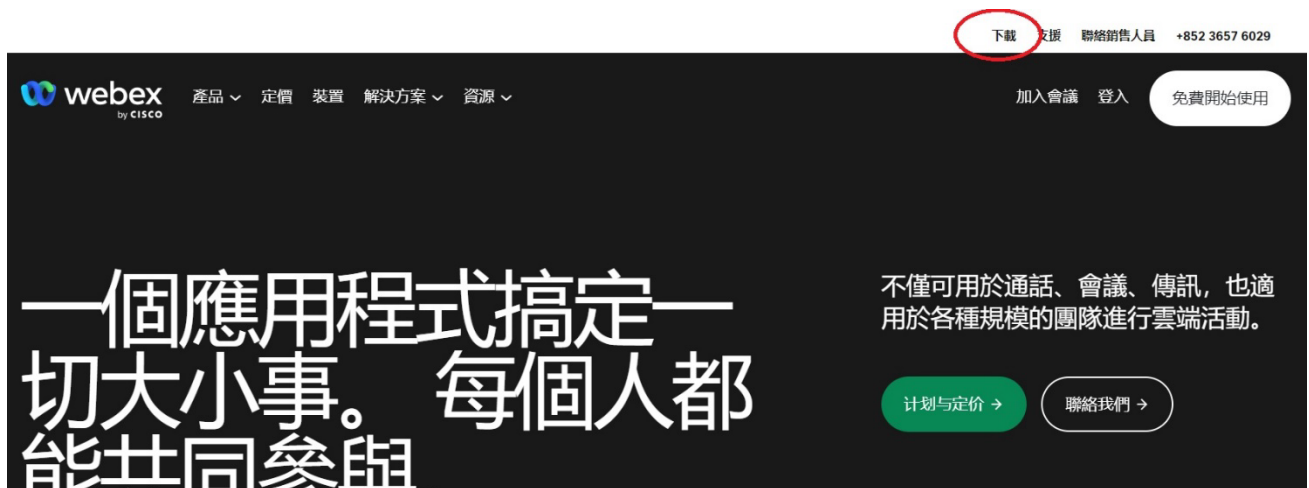 下載 支援 聯絡銷售人員 +852 3657 6029
webex 產品 定價 裝置 解決方案 資源 加入會議 登入 免費開始使用
by CISCO
一個應用程式搞定一
切大小事。 每個人都
能共同參與
不僅可用於通話、會議、傳訊，也適
用於各種規模的團隊進行雲端活動。
计划与定价 → 聯絡我們 →